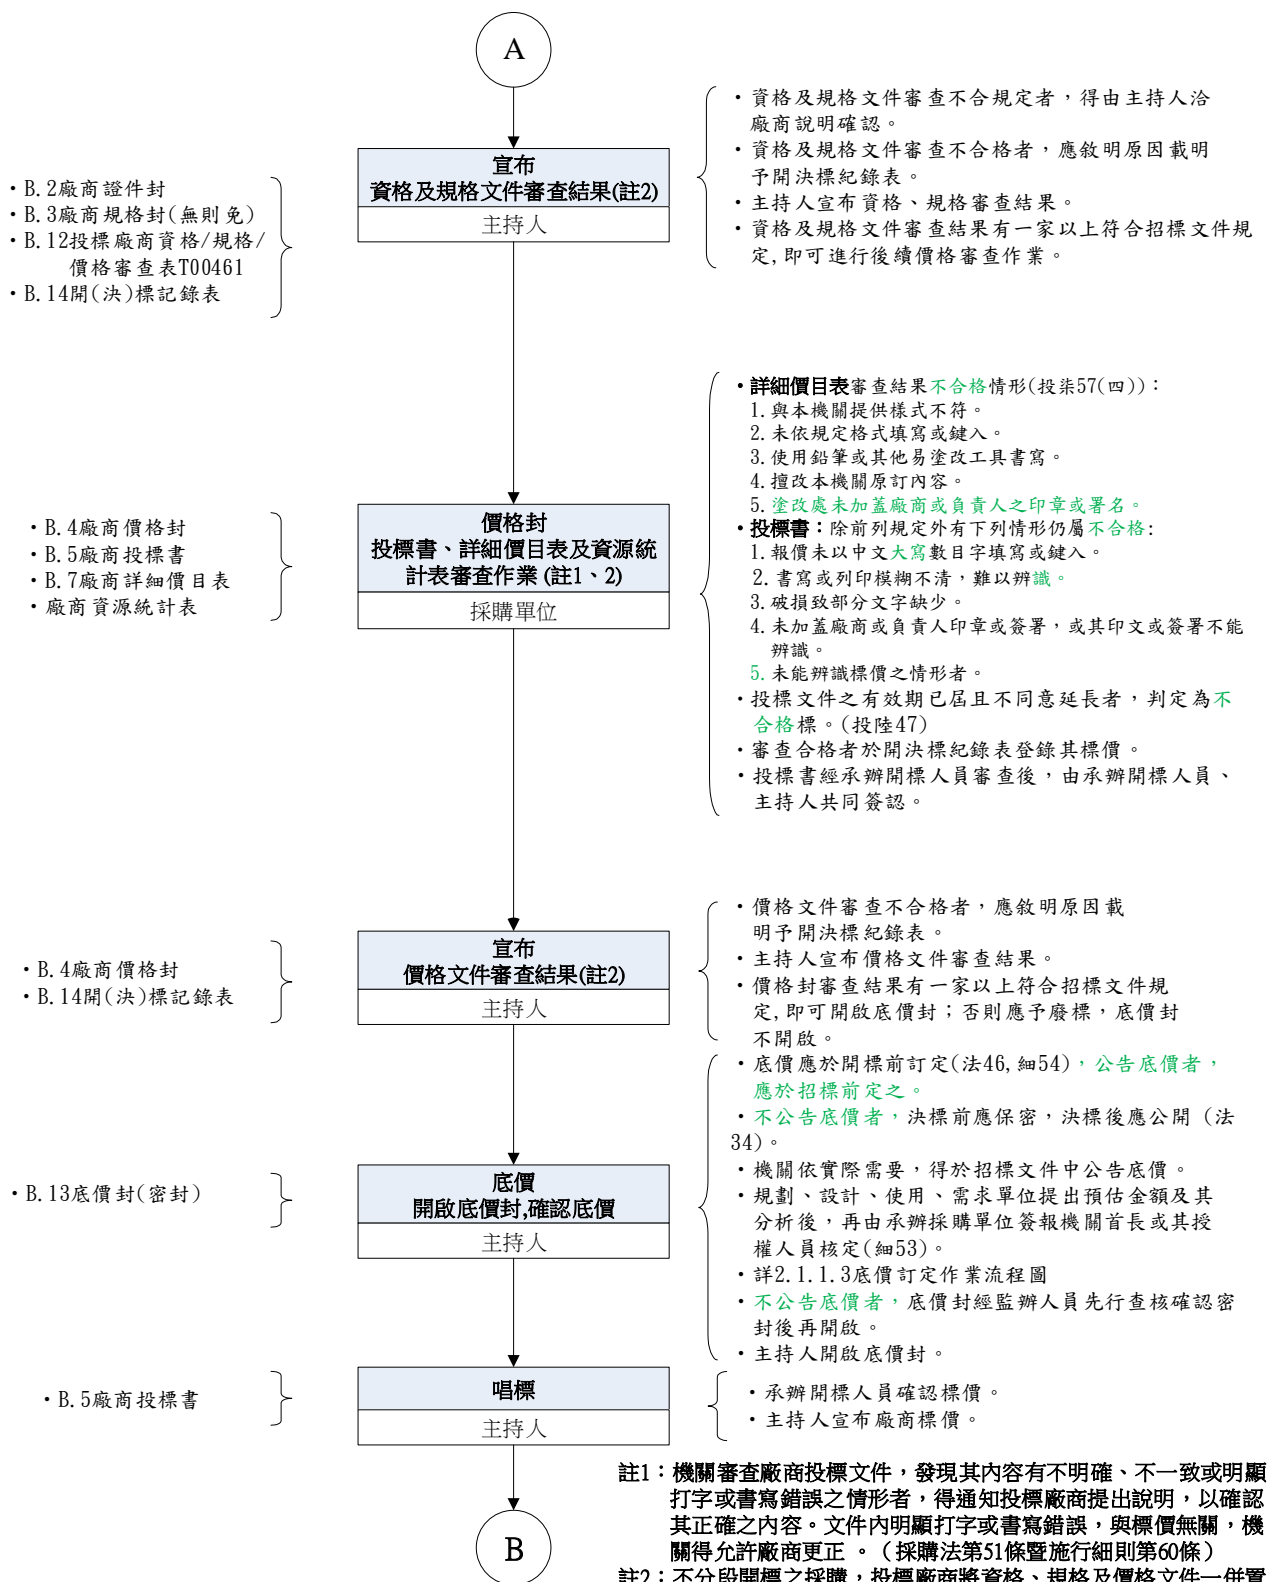 A
宣布
資格及規格文件審查結果(註2)
主持人
・B.2廠商證件封
・B.3廠商規格封(無則免)
・B.12投標廠商資格/規格/
價格審查表T00461
・B.14開(決)標記錄表
・資格及規格文件審查不合規定者，得由主持人洽
廠商說明確認。
・資格及規格文件審查不合格者，應敘明原因載明
予開決標紀錄表。
・主持人宣布資格、規格審查結果。
・資格及規格文件審查結果有一家以上符合招標文件規
定,即可進行後續價格審查作業。
價格封
投標書、詳細價目表及資源統
計表審查作業(註1、2)
採購單位
・B.4廠商價格封
・B.5廠商投標書
・B.7廠商詳細價目表
・廠商資源統計表
・詳細價目表審查結果不合格情形(投柒57(四))：
1.與本機關提供樣式不符。
2.未依規定格式填寫或鍵入。
3.使用鉛筆或其他易塗改工具書寫。
4.擅改本機關原訂內容。
5.塗改處未加蓋廠商或負責人之印章或署名。
・投標書：除前列規定外有下列情形仍屬不合格:
1.報價未以中文大寫數目字填寫或鍵入。
2.書寫或列印模糊不清，難以辨識。
3.破損致部分文字缺少。
4.未加蓋廠商或負責人印章或簽署，或其印文或簽署不能
辨識。
5.未能辨識標價之情形者。
・投標文件之有效期已屆且不同意延長者，判定為不
合格標。(投陸47)
・審查合格者於開決標紀錄表登錄其標價。
・投標書經承辦開標人員審查後，由承辦開標人員、
主持人共同簽認。
宣布
價格文件審查結果(註2)
主持人
・B.4廠商價格封
・B.14開(決)標記錄表
・價格文件審查不合格者，應敘明原因載
明予開決標紀錄表。
・主持人宣布價格文件審查結果。
・價格封審查結果有一家以上符合招標文件規
定,即可開啟底價封；否則應予廢標，底價封
不開啟。
底價
開啟底價封,確認底價
主持人
・B.13底價封(密封)
・底價應於開標前訂定(法46,細54)，公告底價者，
應於招標前定之。
・不公告底價者，決標前應保密，決標後應公開 (法
34)。
・機關依實際需要，得於招標文件中公告底價。
・規劃、設計、使用、需求單位提出預估金額及其
分析後，再由承辦採購單位簽報機關首長或其授
權人員核定(細53)。
・詳2.1.1.3底價訂定作業流程圖
・不公告底價者，底價封經監辦人員先行查核確認密
封後再開啟。
・主持人開啟底價封。
唱標
主持人
・B.5廠商投標書
・承辦開標人員確認標價。
・主持人宣布廠商標價。
B
註1：機關審查廠商投標文件，發現其內容有不明確、不一致或明顯
打字或書寫錯誤之情形者，得通知投標廠商提出說明，以確認
其正確之內容。文件內明顯打字或書寫錯誤，與標價無關，機
關得允許廠商更正 。（採購法第51條暨施行細則第60條）
註2：不分段開標之採購，投標廠商將資格、規格及價格文件一併置